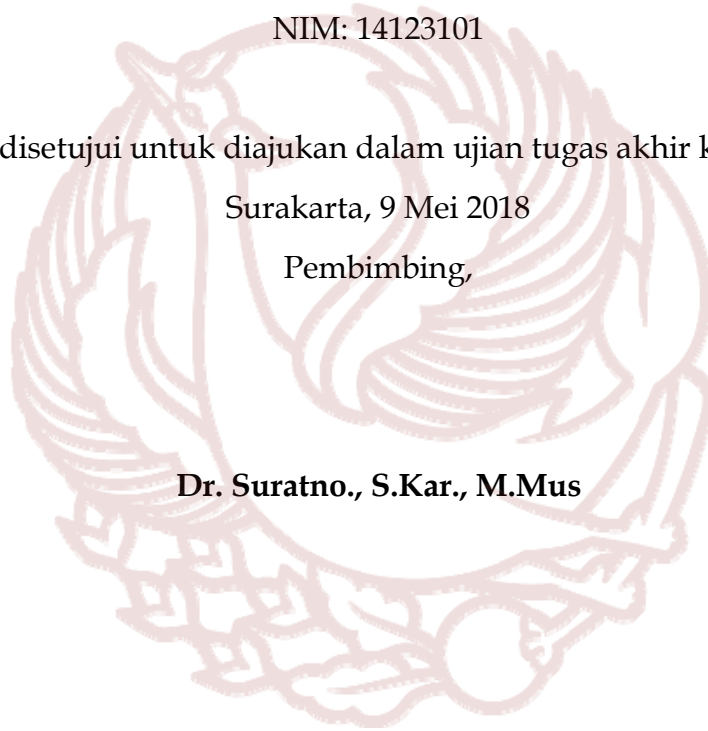 NIM: 14123101
disetujui untuk diajukan dalam ujian tugas akhir
Surakarta, 9 Mei 2018
Pembimbing,
Dr. Suratno., S.Kar., M.Mus